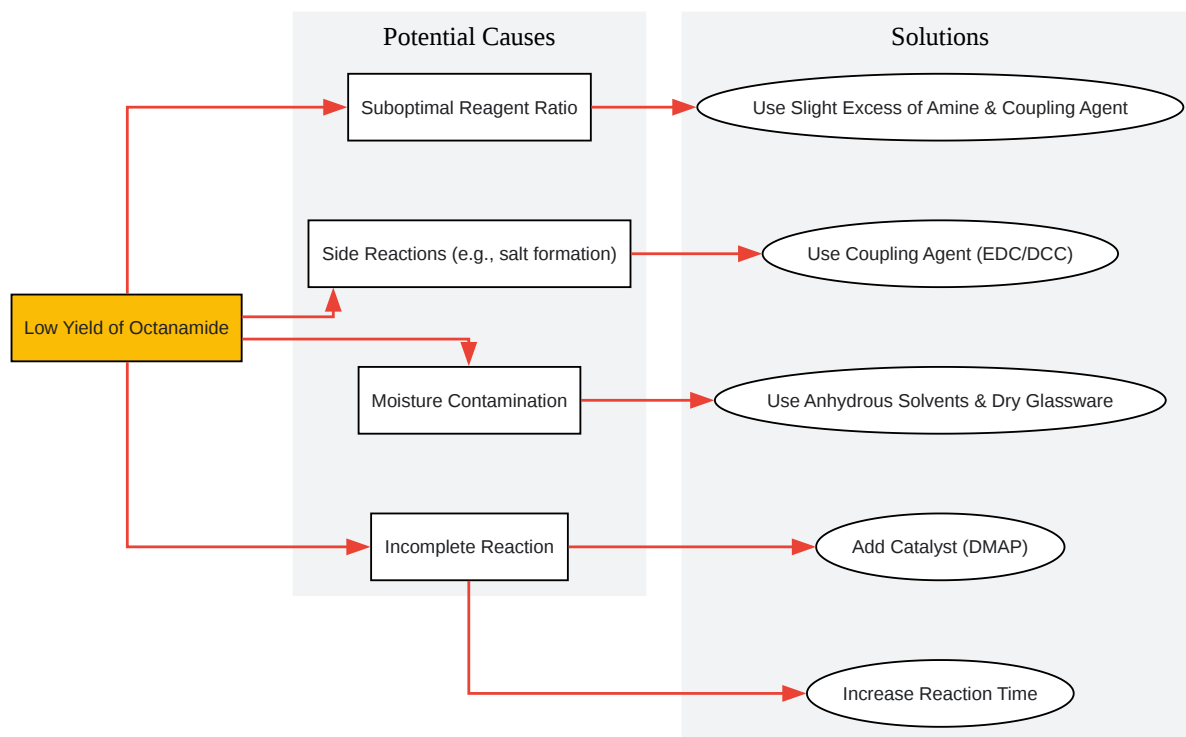 Potential Causes
Solutions
Suboptimal Reagent Ratio
Use Slight Excess of Amine & Coupling Agent
Side Reactions (e.g., salt formation)
Use Coupling Agent (EDC/DCC)
Low Yield of Octanamide
Moisture Contamination
Use Anhydrous Solvents & Dry Glassware
Incomplete Reaction
Add Catalyst (DMAP)
Increase Reaction Time